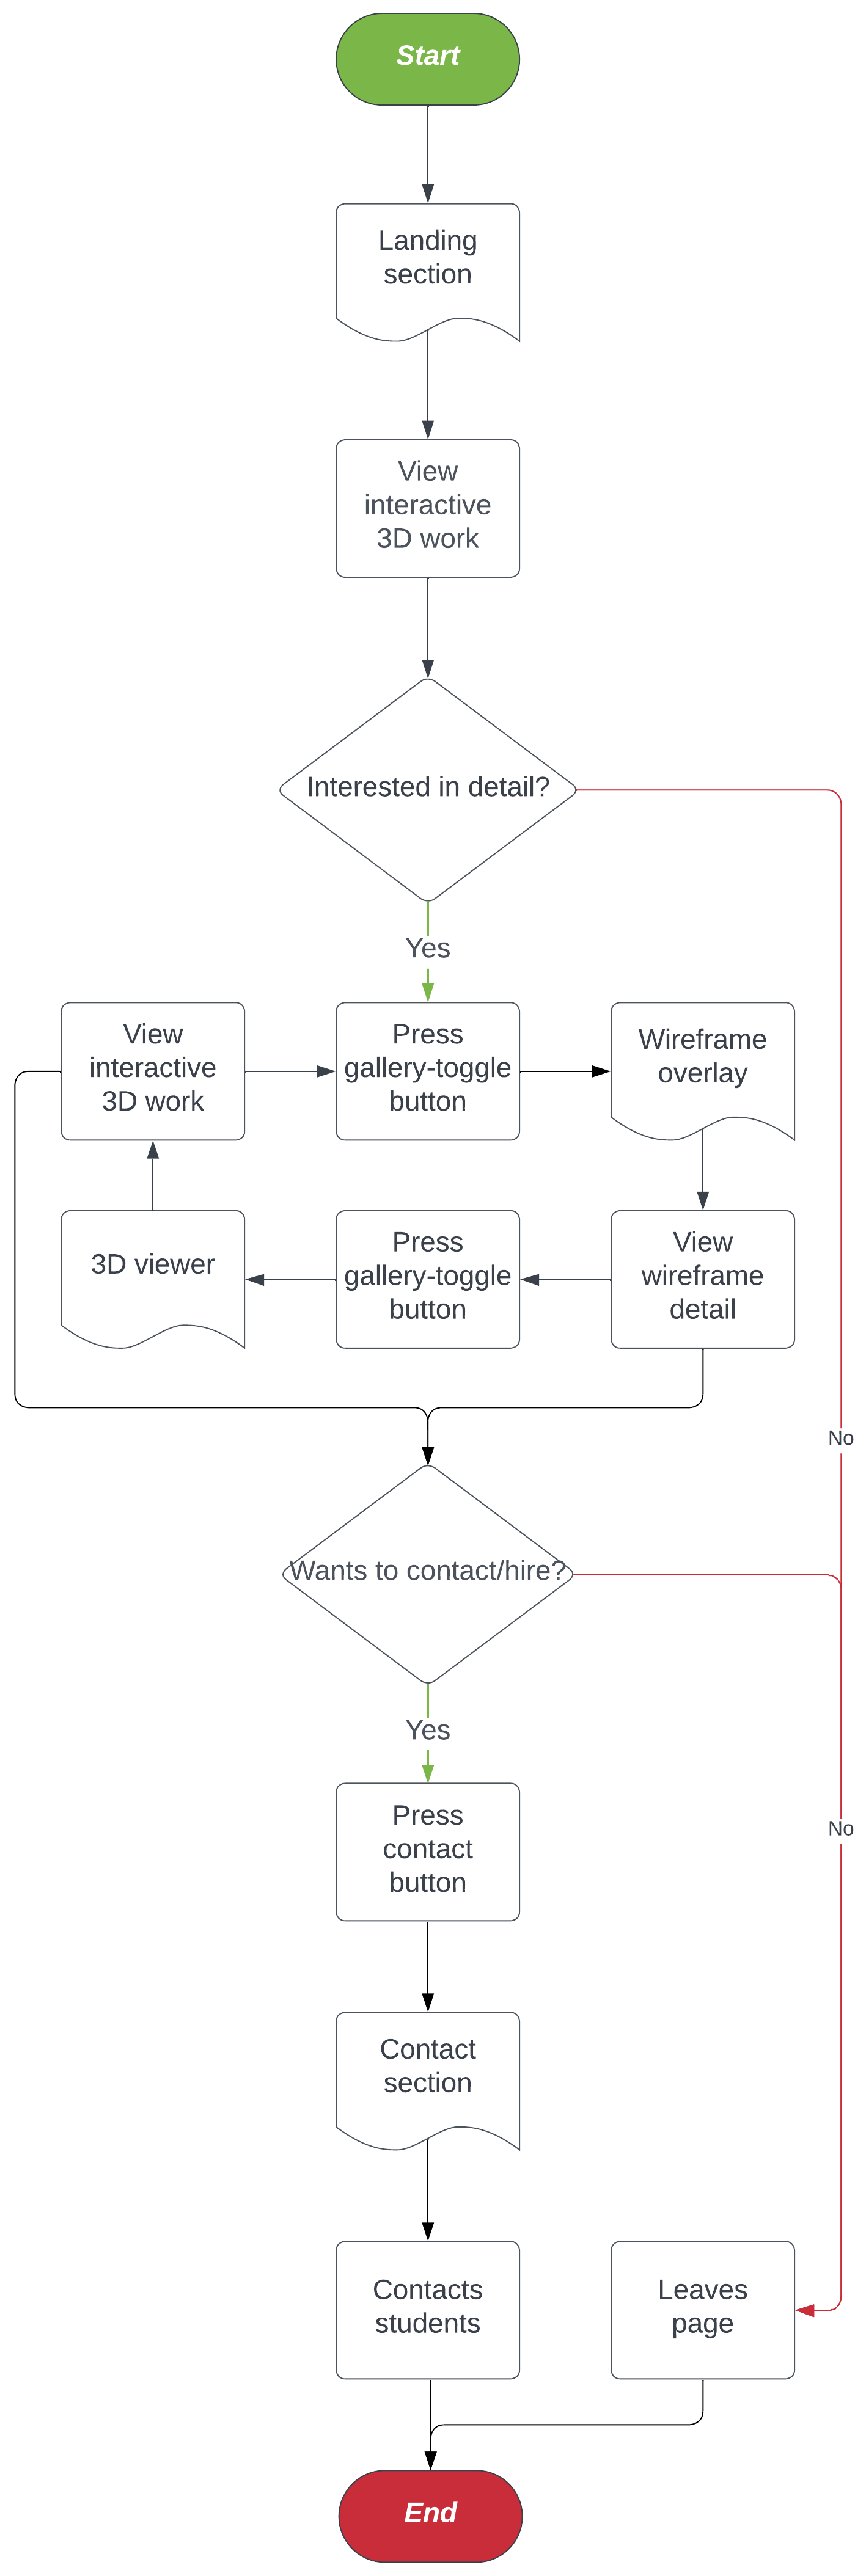 Start
Landing
section
View
interactive
3D work
Interested in detail?
Yes
View
interactive
3D work
Press
gallery-toggle
button
Wireframe
overlay
3D viewer
Press
gallery-toggle
button
View
wireframe
detail
No
Wants to contact/hire?
Yes
Press
contact
button
No
Contact
section
Contacts
students
Leaves
page
End